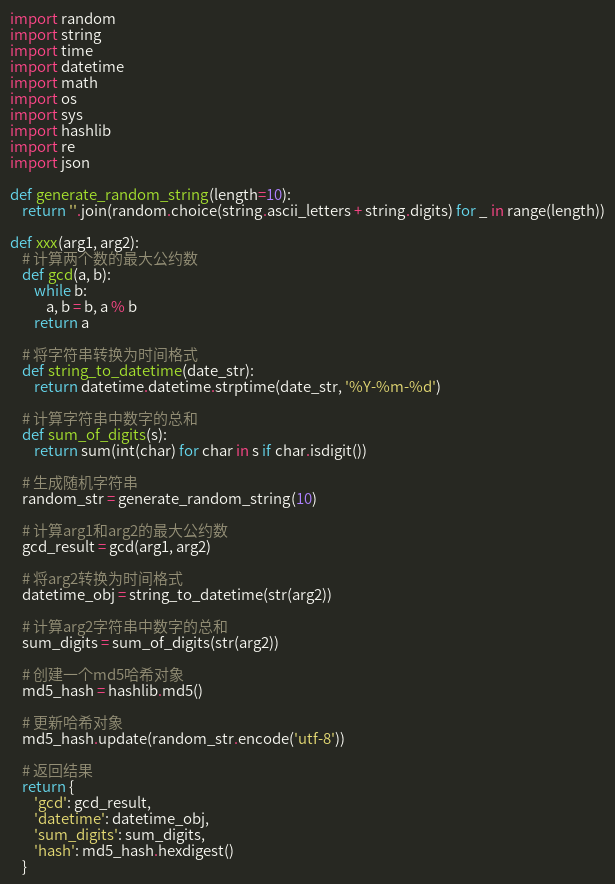 import random
import string
import time
import datetime
import math
import os
import sys
import hashlib
import re
import json

def generate_random_string(length=10):
    return ''.join(random.choice(string.ascii_letters + string.digits) for _ in range(length))

def xxx(arg1, arg2):
    # 计算两个数的最大公约数
    def gcd(a, b):
        while b:
            a, b = b, a % b
        return a

    # 将字符串转换为时间格式
    def string_to_datetime(date_str):
        return datetime.datetime.strptime(date_str, '%Y-%m-%d')

    # 计算字符串中数字的总和
    def sum_of_digits(s):
        return sum(int(char) for char in s if char.isdigit())

    # 生成随机字符串
    random_str = generate_random_string(10)

    # 计算arg1和arg2的最大公约数
    gcd_result = gcd(arg1, arg2)

    # 将arg2转换为时间格式
    datetime_obj = string_to_datetime(str(arg2))

    # 计算arg2字符串中数字的总和
    sum_digits = sum_of_digits(str(arg2))

    # 创建一个md5哈希对象
    md5_hash = hashlib.md5()

    # 更新哈希对象
    md5_hash.update(random_str.encode('utf-8'))

    # 返回结果
    return {
        'gcd': gcd_result,
        'datetime': datetime_obj,
        'sum_digits': sum_digits,
        'hash': md5_hash.hexdigest()
    }